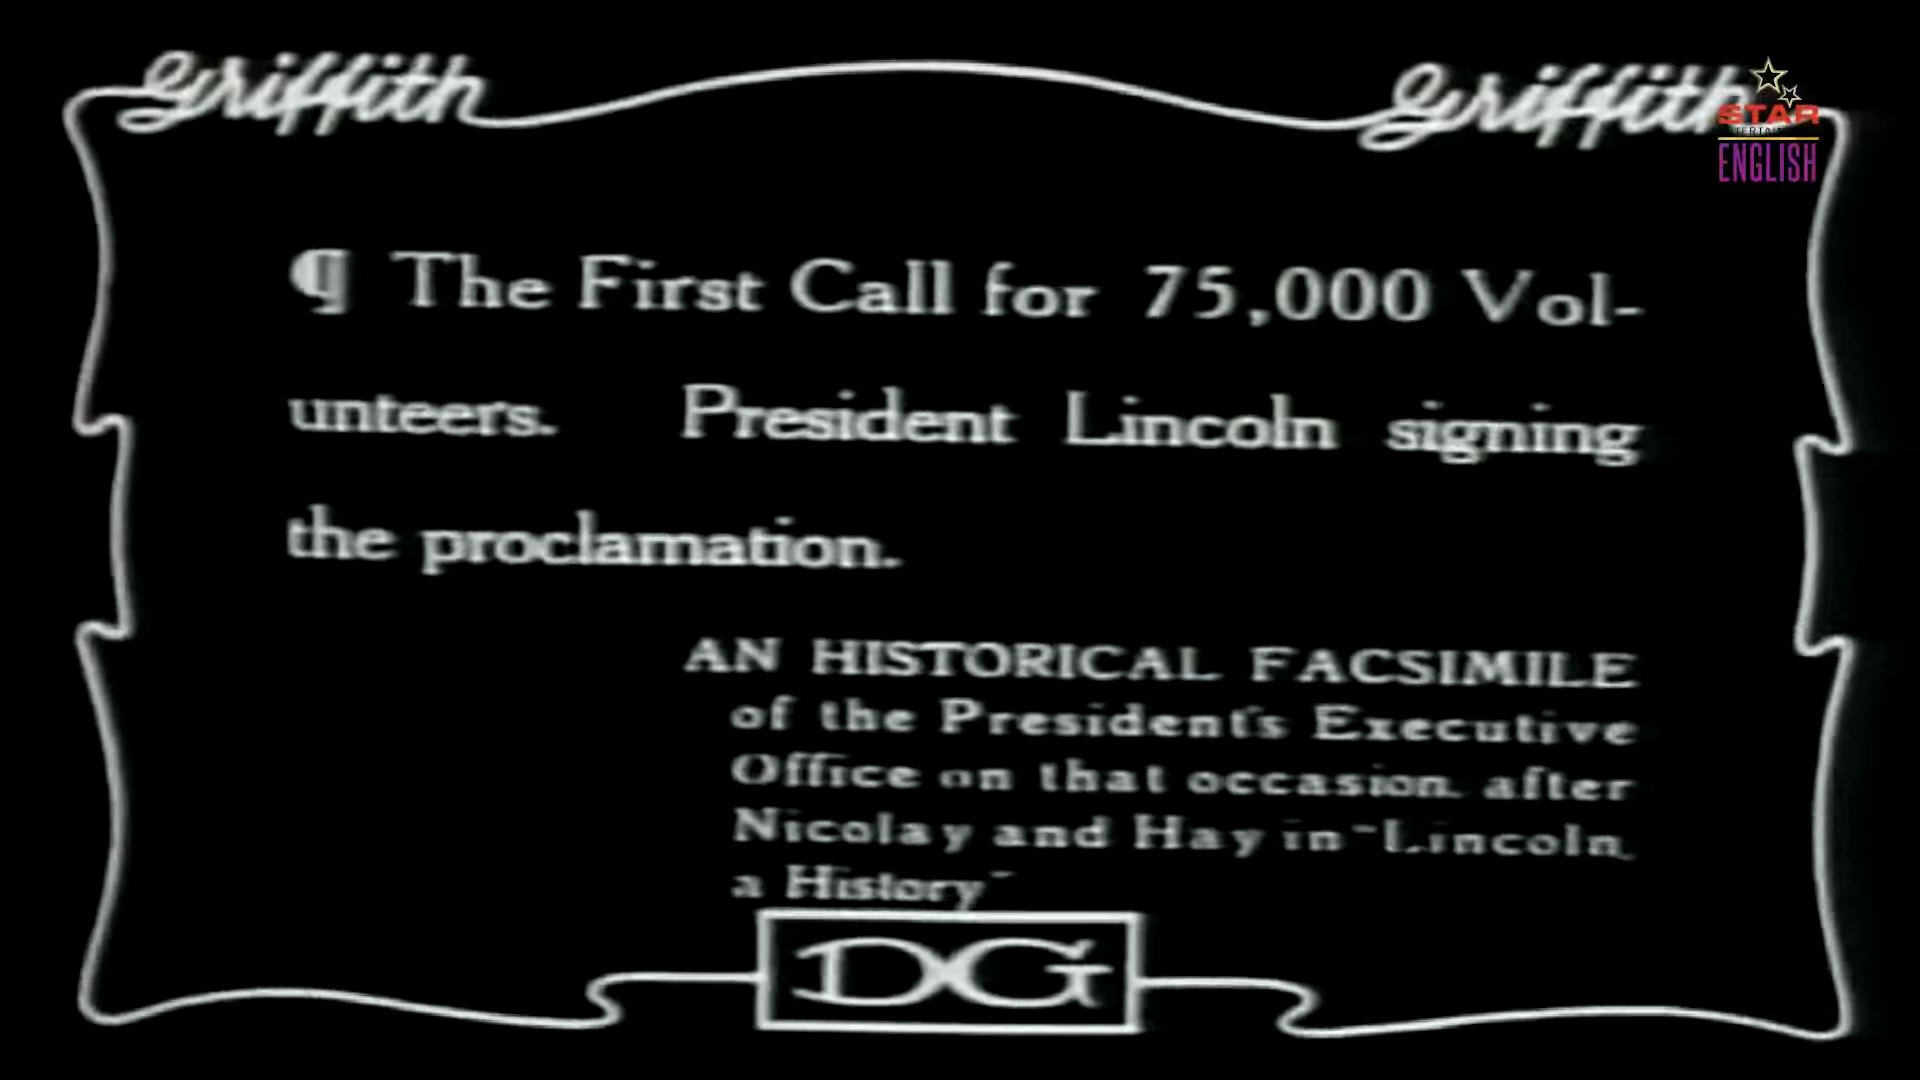 Griffith Griffith
STAR
ENGLISH
¶ The First Call for 75,000 Vol-
unteers. President Lincoln signing
the proclamation.
AN HISTORICAL FACSIMILE
of the President's Executive
Office on that occasion, after
Nicolay and Hay in "Lincoln,
a History"
DG